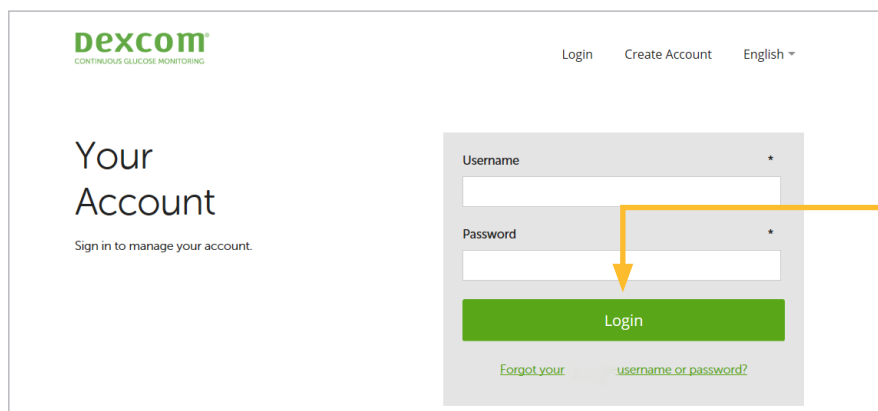 Dexcom
CONTINUOUS GLUCOSE MONITORING
Login Create Account English
Your
Account
Sign in to manage your account.
Username *
Password *
Login
Forgot your username or password?